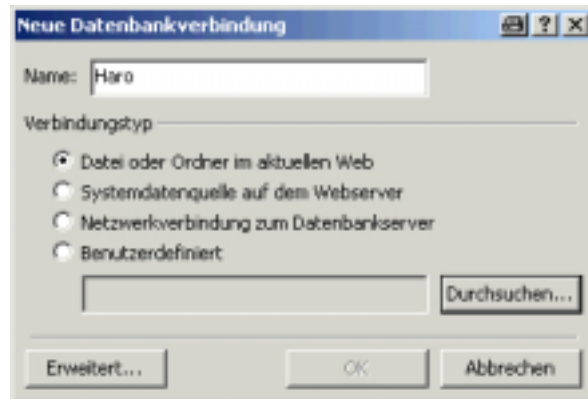 Neue Datenbankverbindung
Name: Haro
Verbindungstyp
Datei oder Ordner im aktuellen Web
Systemdatenquelle auf dem Webserver
Netzwerkverbindung zum Datenbankserver
Benutzerdefiniert
Durchsuchen...
Erweitert... OK Abbrechen